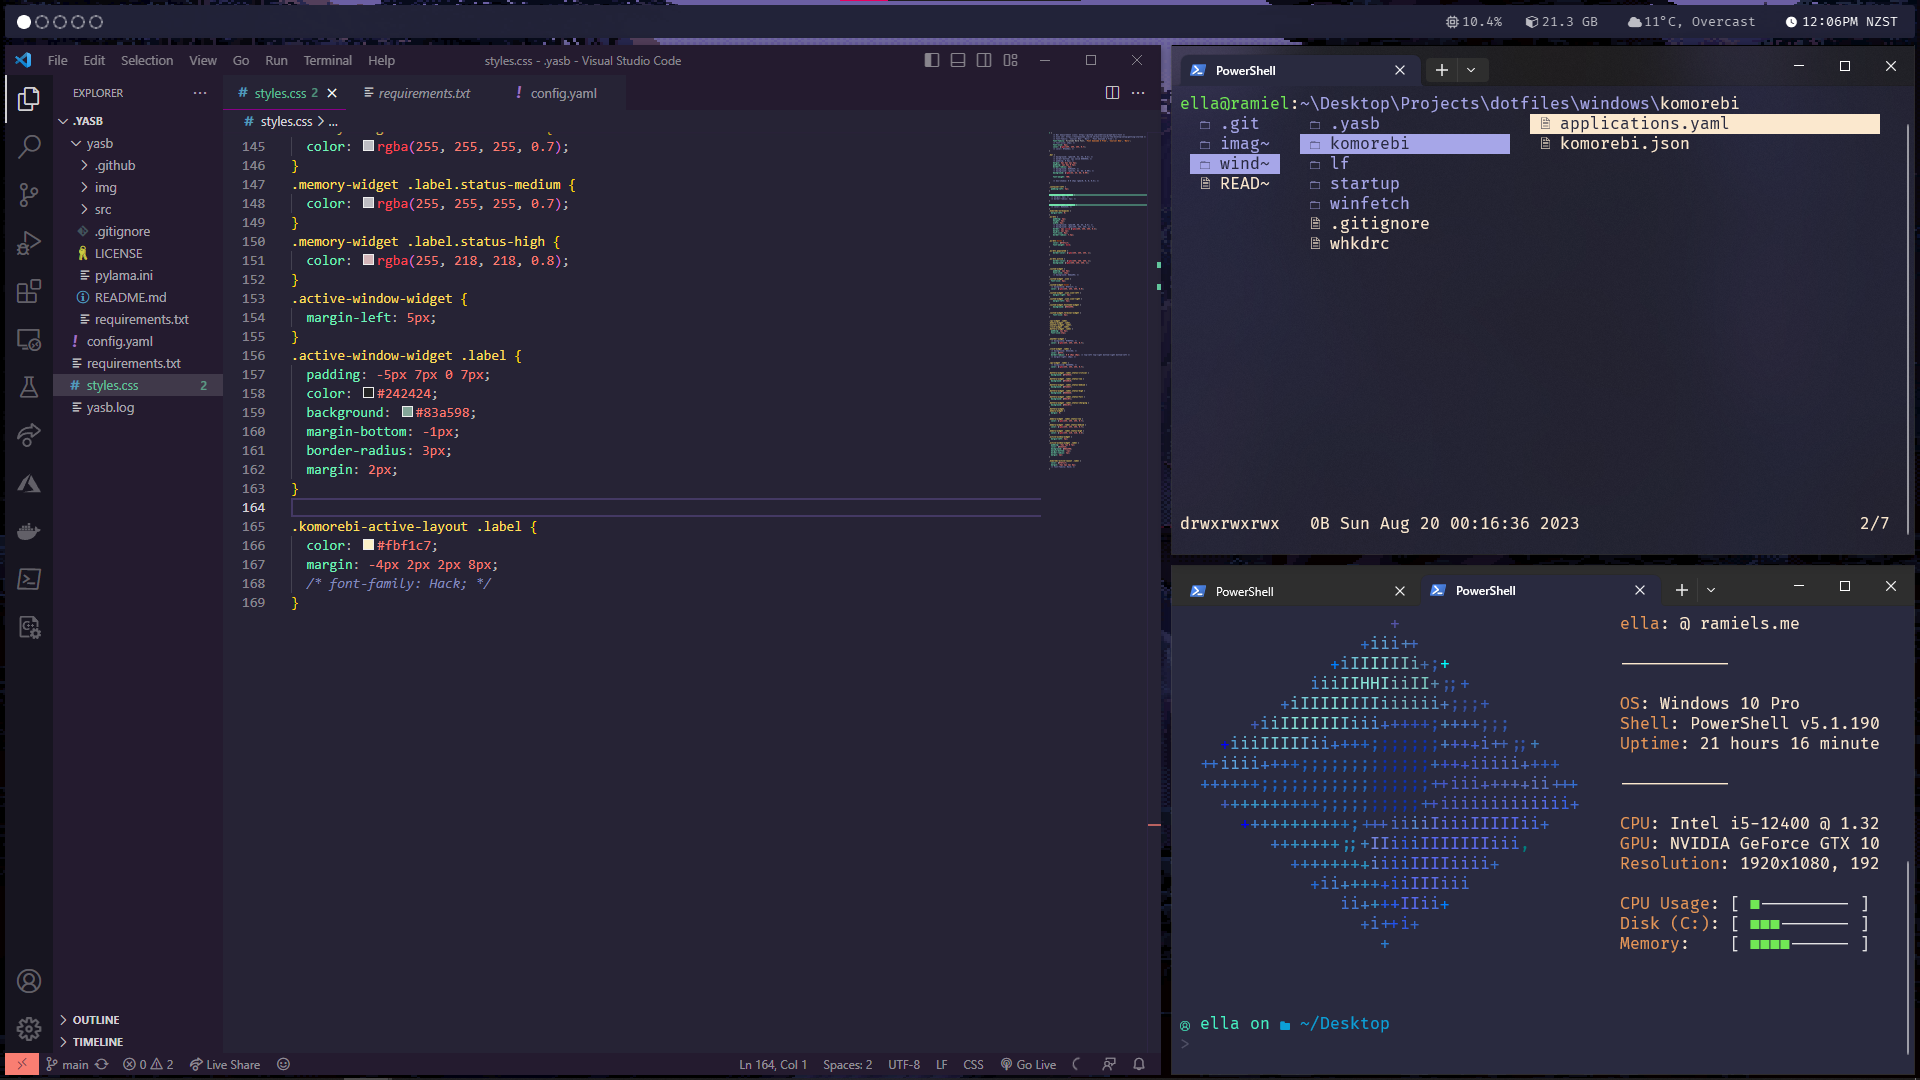 10.4% 21.3 GB 11°C, Overcast 12:06PM NZST
File Edit Selection View Go Run Terminal Help
styles.css - .yasb - Visual Studio Code
EXPLORER ...
.YASB
yasb
.github
img
src
.gitignore
LICENSE
pylama.ini
README.md
requirements.txt
config.yaml
requirements.txt
styles.css 2
yasb.log
OUTLINE
TIMELINE
# styles.css 2 requirements.txt ! config.yaml
# styles.css > ...
145 color: rgba(255, 255, 255, 0.7);
146 }
147 .memory-widget .label.status-medium {
148 color: rgba(255, 255, 255, 0.7);
149 }
150 .memory-widget .label.status-high {
151 color: rgba(255, 218, 218, 0.8);
152 }
153 .active-window-widget {
154 margin-left: 5px;
155 }
156 .active-window-widget .label {
157 padding: -5px 7px 0 7px;
158 color: #242424;
159 background: #83a598;
160 margin-bottom: -1px;
161 border-radius: 3px;
162 margin: 2px;
163 }
164
165 .komorebi-active-layout .label {
166 color: #fbf1c7;
167 margin: -4px 2px 2px 8px;
168 /* font-family: Hack; */
169 }
main 0 2 Live Share
Ln 164, Col 1 Spaces: 2 UTF-8 LF CSS Go Live
PowerShell
ella@ramiel:~\Desktop\Projects\dotfiles\windows\komorebi
.git .yasb applications.yaml
imag~ komorebi komorebi.json
wind~ lf
READ~ startup
winfetch
.gitignore
whkdrc
drwxrwxrwx 0B Sun Aug 20 00:16:36 2023 2/7
PowerShell PowerShell
ella: @ ramiels.me
OS: Windows 10 Pro
Shell: PowerShell v5.1.190
Uptime: 21 hours 16 minute
CPU: Intel i5-12400 @ 1.32
GPU: NVIDIA GeForce GTX 10
Resolution: 1920x1080, 192
CPU Usage: [ ]
Disk (C:): [ ]
Memory: [ ]
ella on ~/Desktop
>